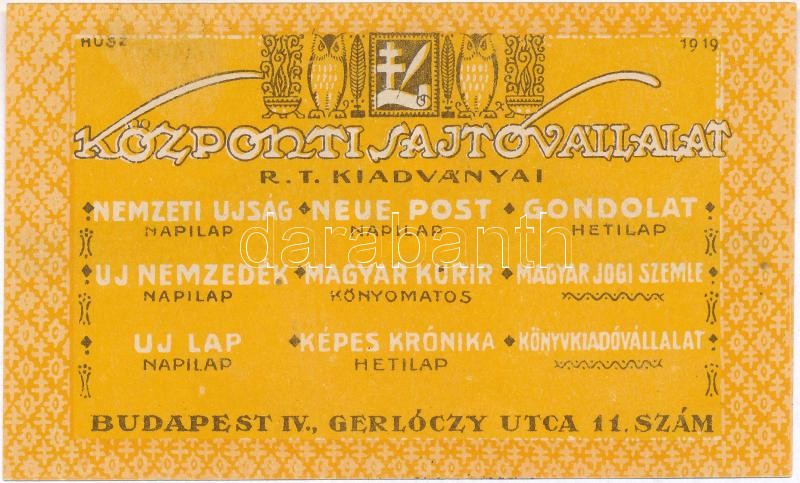 HUSZ 1919
KÖZPONTI SAJTÓVÁLLALAT
R.T. KIADVÁNYAI
NEMZETI UJSÁG NEUE POST GONDOLAT
NAPILAP NAPILAP HETILAP
UJ NEMZEDÉK MAGYAR KURIR MAGYAR JOGI SZEMLE
NAPILAP KŐNYOMATOS
UJ LAP KÉPES KRÓNIKA KÖNYVKIADÓVÁLLALAT
NAPILAP HETILAP
BUDAPEST IV., GERLÓCZY UTCA 11. SZÁM
darabanth